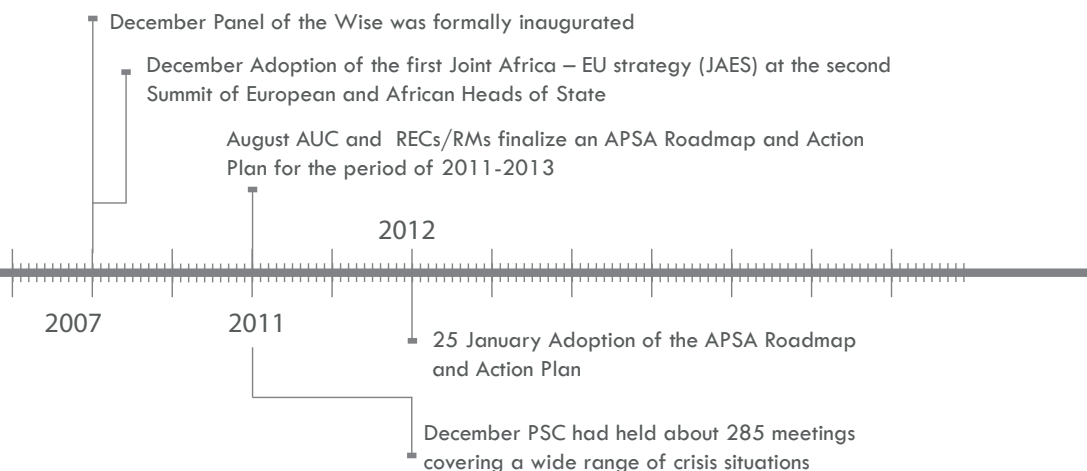 December Panel of the Wise was formally inaugurated
December Adoption of the first Joint Africa – EU strategy (JAES) at the second
Summit of European and African Heads of State
August AUC and RECs/RMs finalize an APSA Roadmap and Action
Plan for the period of 2011-2013
2012
2007
2011
25 January Adoption of the APSA Roadmap
and Action Plan
December PSC had held about 285 meetings
covering a wide range of crisis situations